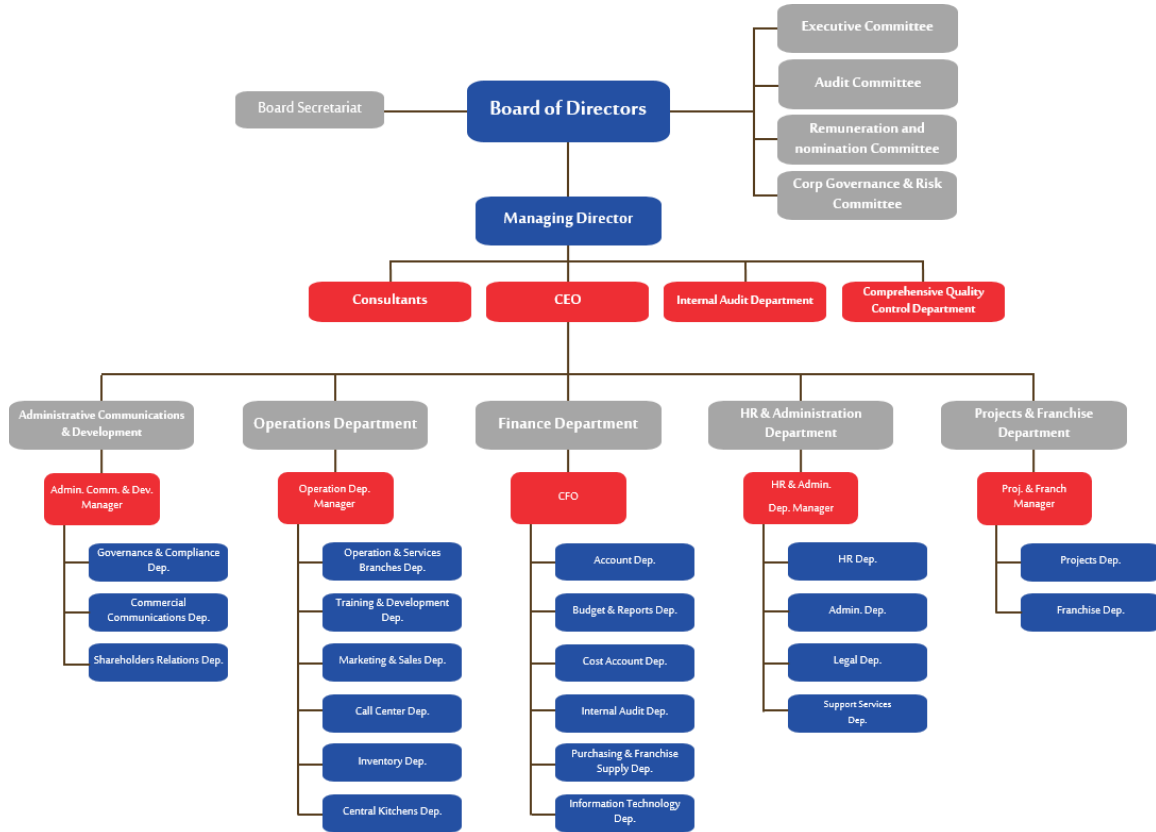 Executive Committee
Audit Committee
Board Secretariat
Board of Directors
Remuneration and
nomination Committee
Corp Governance & Risk
Committee
Managing Director
Consultants
CEO
Internal Audit Department
Comprehensive Quality
Control Department
Administrative Communications
& Development
Operations Department
Finance Department
HR & Administration
Department
Projects & Franchise
Department
Admin. Comm. & Dev.
Manager
Operation Dep.
Manager
CFO
HR & Admin.
Dep. Manager
Proj. & Franch
Manager
Governance & Compliance
Dep.
Commercial
Communications Dep.
Shareholders Relations Dep.
Operation & Services
Branches Dep.
Training & Development
Dep.
Marketing & Sales Dep.
Call Center Dep.
Inventory Dep.
Central Kitchens Dep.
Account Dep.
Budget & Reports Dep.
Cost Account Dep.
Internal Audit Dep.
Purchasing & Franchise
Supply Dep.
Information Technology
Dep.
HR Dep.
Admin. Dep.
Legal Dep.
Support Services
Dep.
Projects Dep.
Franchise Dep.